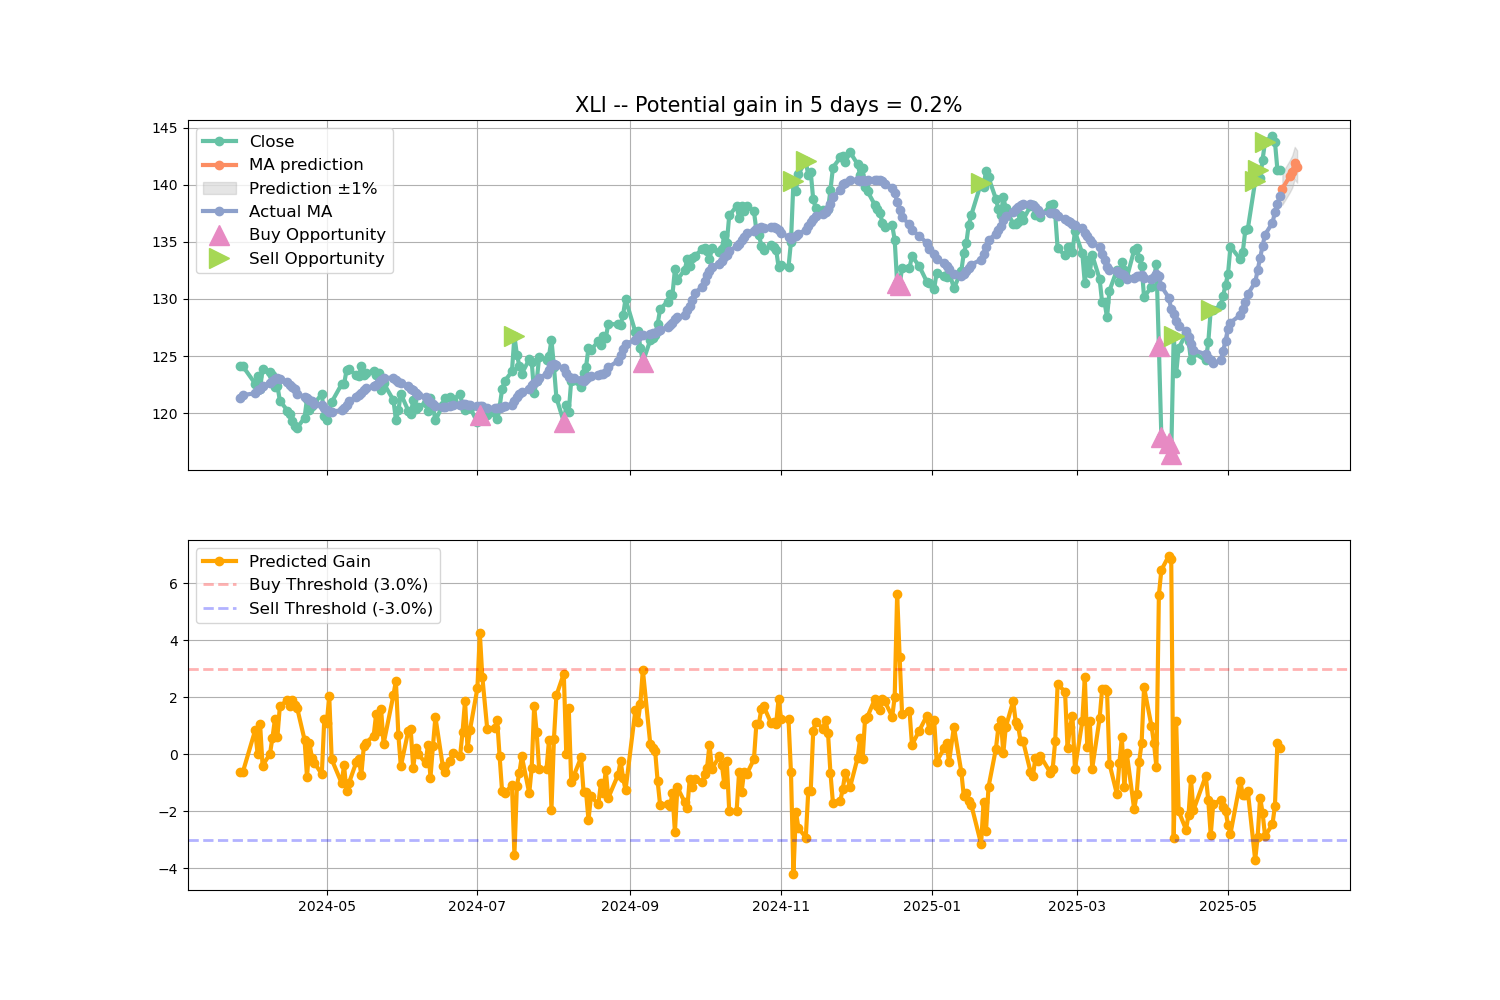 XLI -- Potential gain in 5 days = 0.2%
145
140
135
130
125
120
Close
MA prediction
Prediction ±1%
Actual MA
Buy Opportunity
Sell Opportunity
6
4
2
0
−2
−4
Predicted Gain
Buy Threshold (3.0%)
Sell Threshold (-3.0%)
2024-05
2024-07
2024-09
2024-11
2025-01
2025-03
2025-05